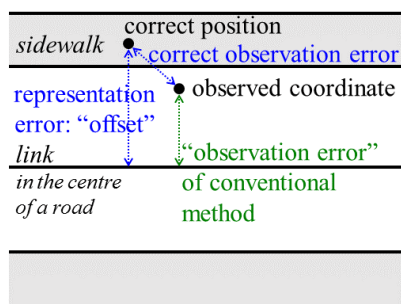 correct position
sidewalk
correct observation error
observed coordinate
representation
error: “offset”
link
“observation error”
in the centre
of a road
of conventional
method